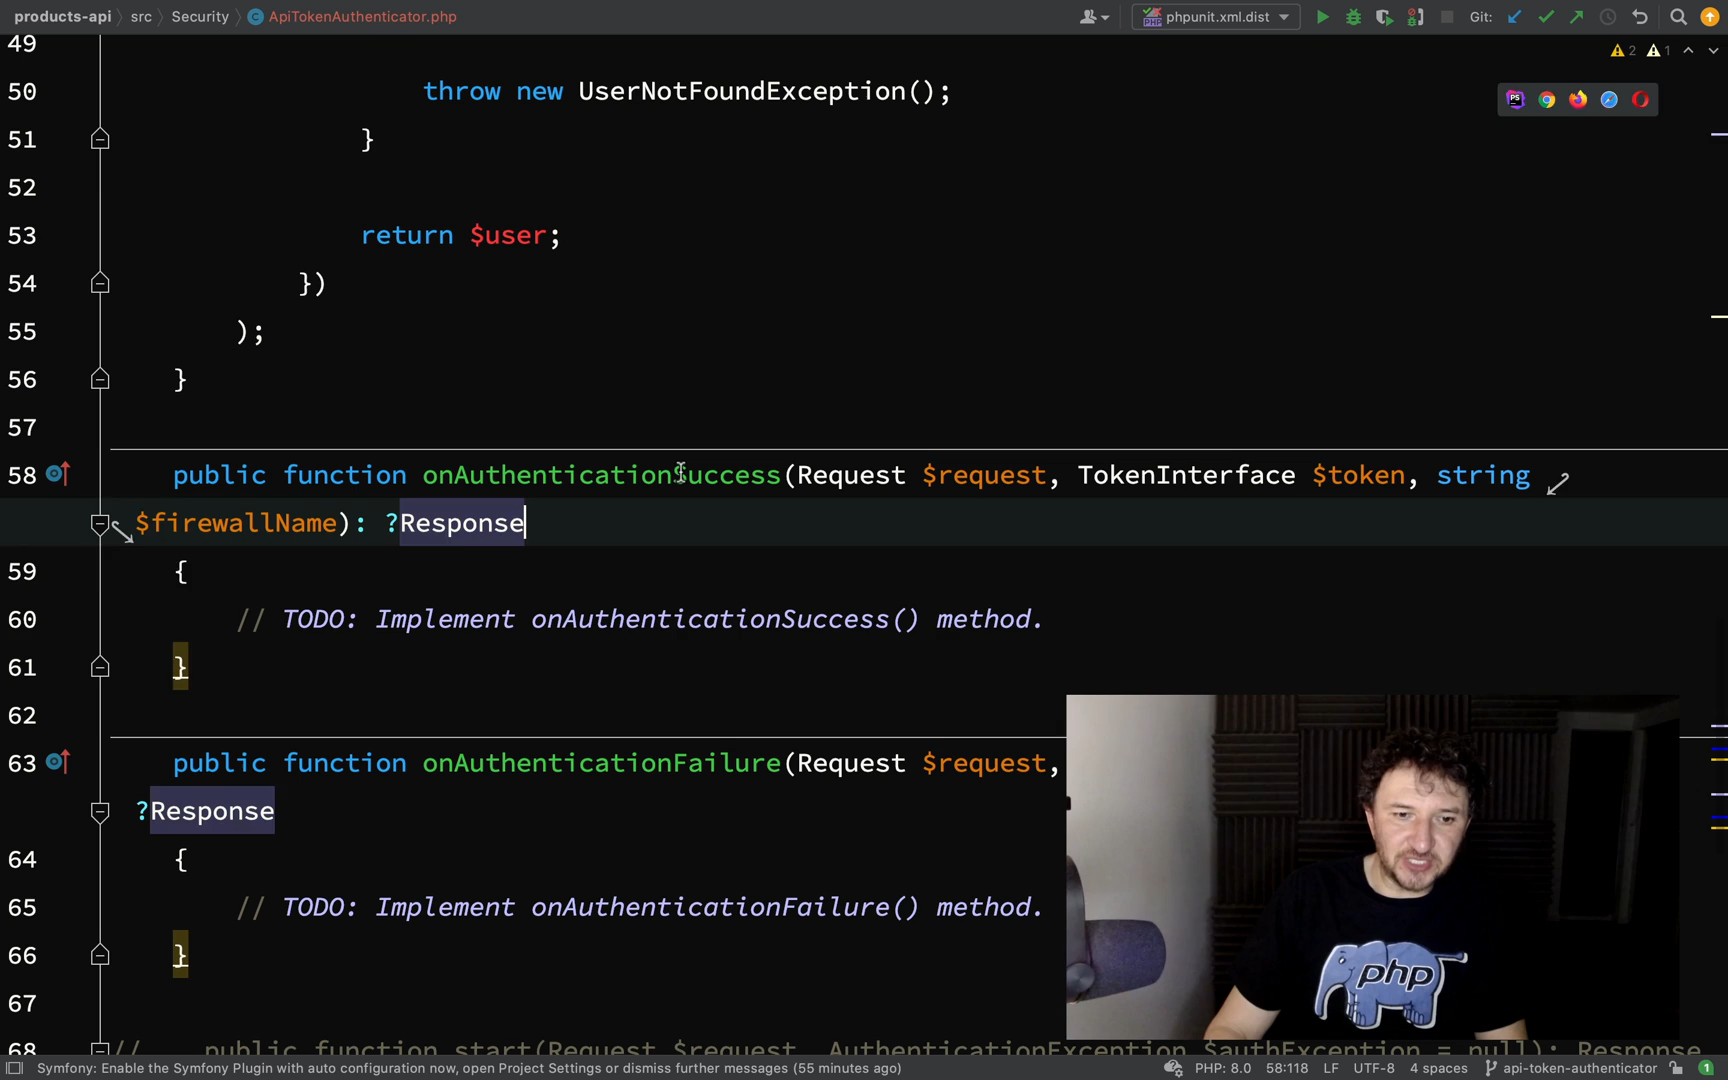 products-api src Security ApiTokenAuthenticator.php phpunit.xml.dist Git:
2 1
49
50 throw new UserNotFoundException();
51 }
52
53 return $user;
54 })
55 );
56 }
57
58 public function onAuthenticationSuccess(Request $request, TokenInterface $token, string
$firewallName): ?Response
59 {
60 // TODO: Implement onAuthenticationSuccess() method.
61 }
62
63 public function onAuthenticationFailure(Request $request,
?Response
64 {
65 // TODO: Implement onAuthenticationFailure() method.
66 }
67
68 // public function start(Request $request, AuthenticationException $authException = null): Response
php
Symfony: Enable the Symfony Plugin with auto configuration now, open Project Settings or dismiss further messages (55 minutes ago) PHP: 8.0 58:118 LF UTF-8 4 spaces api-token-authenticator 1